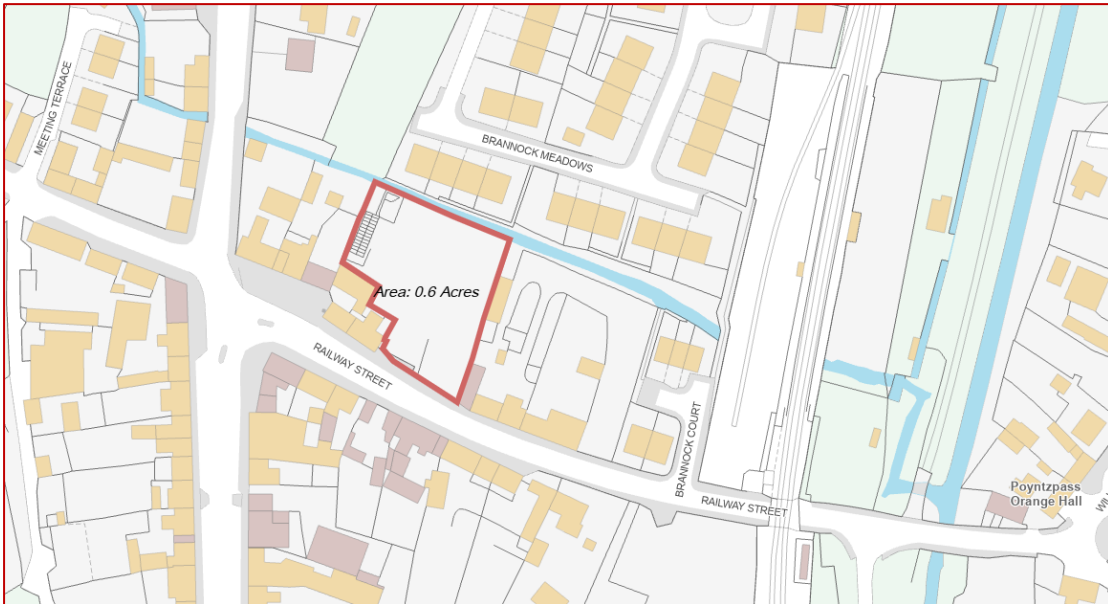 MEETING TERRACE
BRANNOCK MEADOWS
Area: 0.6 Acres
RAILWAY STREET
BRANNOCK COURT
RAILWAY STREET
Poyntzpass
Orange Hall